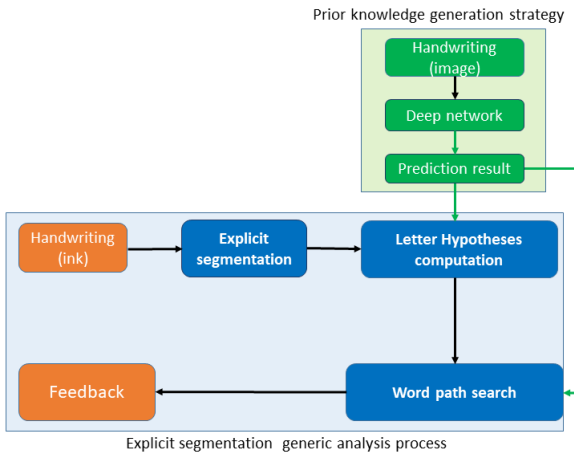 Prior knowledge generation strategy
Handwriting
(image)
Deep network
Prediction result
Handwriting
(ink)
Explicit
segmentation
Letter Hypotheses
computation
Feedback
Word path search
Explicit segmentation generic analysis process